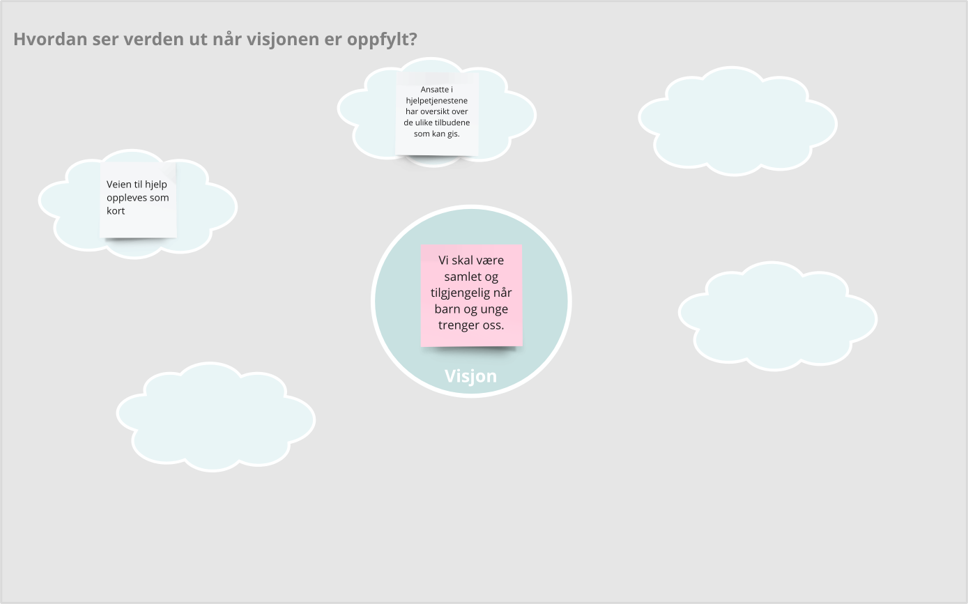 Hvordan ser verden ut når visjonen er oppfylt?
Ansatte i
hjelpetjenestene
har oversikt over
de ulike tilbudene
som kan gis.
Veien til hjelp
oppleves som
kort
Vi skal være
samlet og
tilgjengelig når
barn og unge
trenger oss.
Visjon